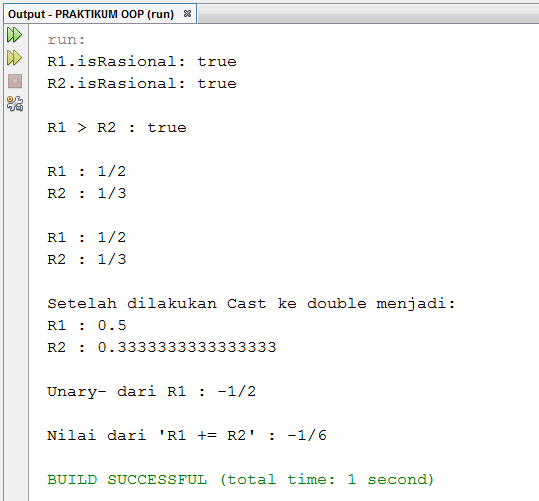 Output - PRAKTIKUM OOP (run)
run:
R1.isRasional: true
R2.isRasional: true
R1 > R2 : true
R1 : 1/2
R2 : 1/3
R1 : 1/2
R2 : 1/3
Setelah dilakukan Cast ke double menjadi:
R1 : 0.5
R2 : 0.3333333333333333
Unary- dari R1 : -1/2
Nilai dari 'R1 += R2' : -1/6
BUILD SUCCESSFUL (total time: 1 second)